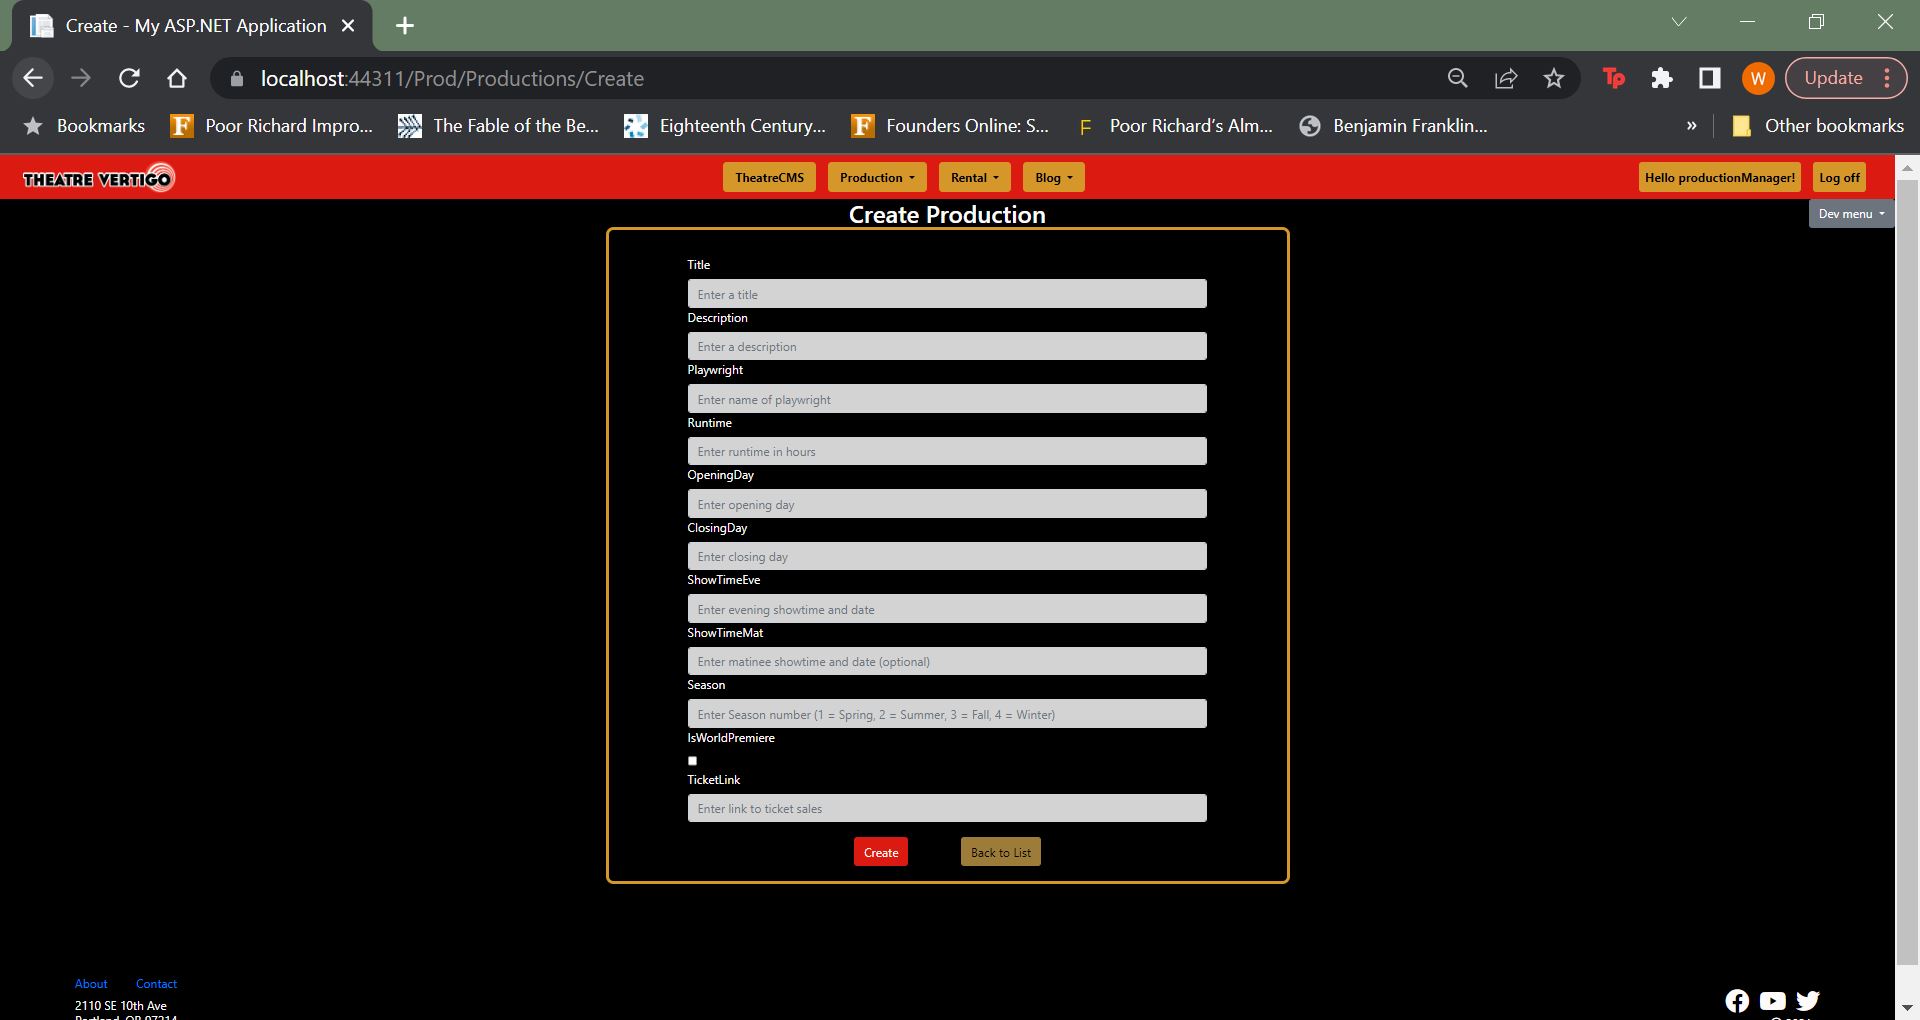 Create - My ASP.NET Application
localhost:44311/Prod/Productions/Create
Tp
W
Update
Bookmarks
Poor Richard Impro...
The Fable of the Be...
Eighteenth Century...
Founders Online: S...
Poor Richard's Alm...
Benjamin Franklin...
»
Other bookmarks
THEATRE VERTIGO
TheatreCMS
Production
Rental
Blog
Hello productionManager!
Log off
Dev menu
Create Production
Title
Enter a title
Description
Enter a description
Playwright
Enter name of playwright
Runtime
Enter runtime in hours
OpeningDay
Enter opening day
ClosingDay
Enter closing day
ShowTimeEve
Enter evening showtime and date
ShowTimeMat
Enter matinee showtime and date (optional)
Season
Enter Season number (1 = Spring, 2 = Summer, 3 = Fall, 4 = Winter)
IsWorldPremiere
TicketLink
Enter link to ticket sales
Create
Back to List
About
Contact
2110 SE 10th Ave
Portland, OR 97214